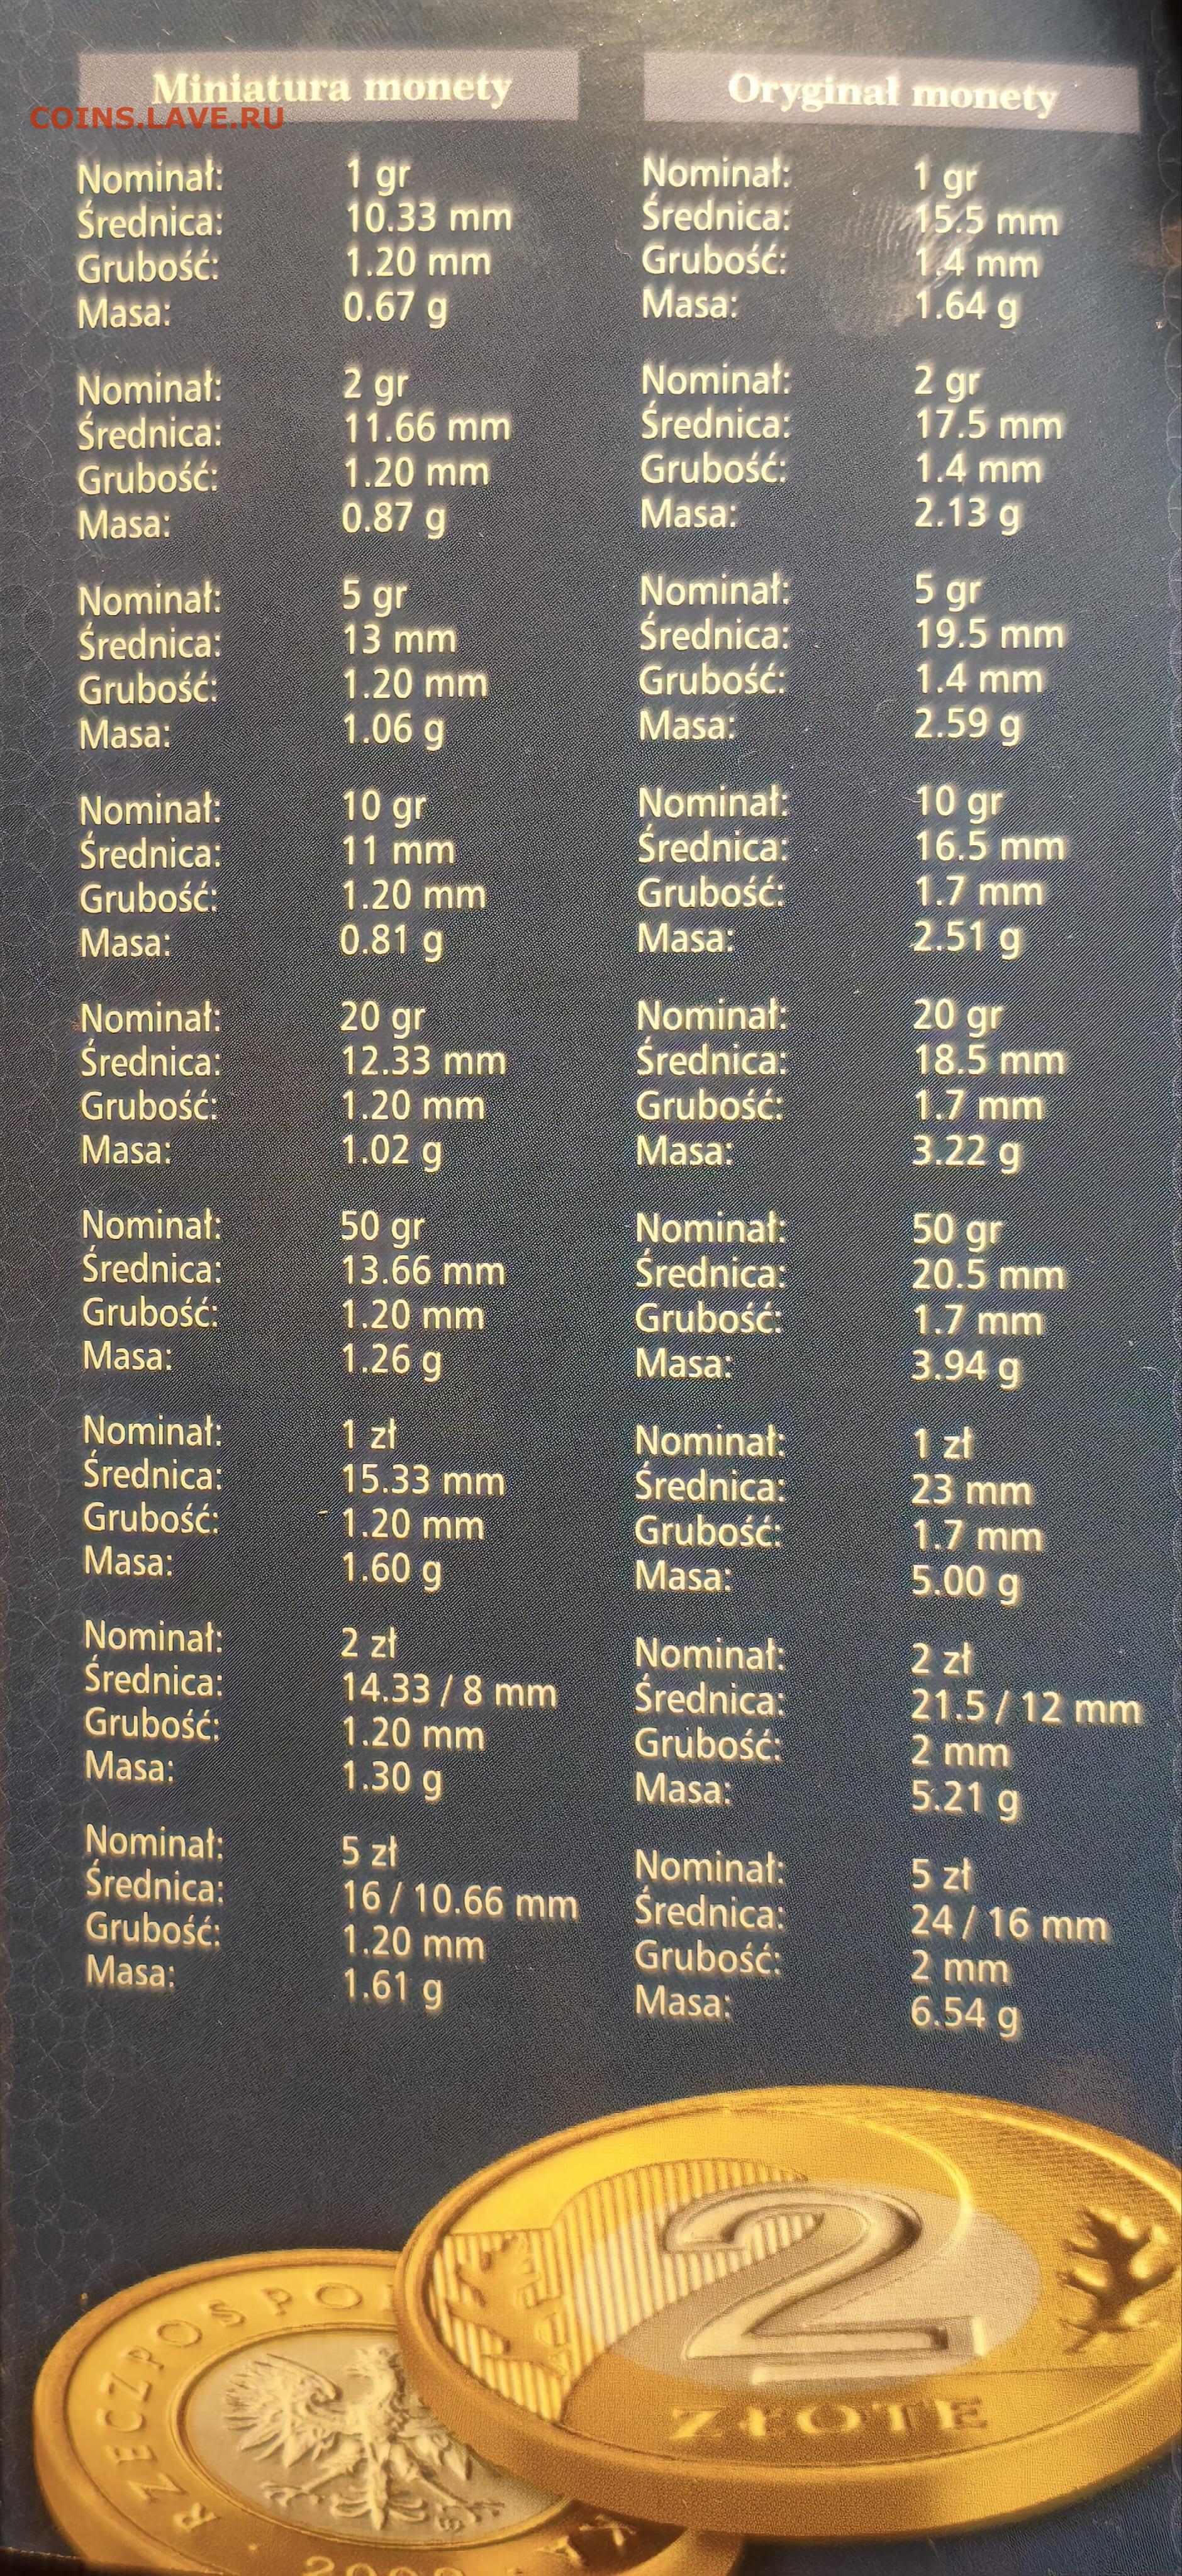 Miniatura monety
COINS.LAVE.RU
Nominał: 1 gr
Średnica: 10.33 mm
Grubość: 1.20 mm
Masa: 0.67 g
Nominał: 2 gr
Średnica: 11.66 mm
Grubość: 1.20 mm
Masa: 0.87 g
Nominał: 5 gr
Średnica: 13 mm
Grubość: 1.20 mm
Masa: 1.06 g
Nominał: 10 gr
Średnica: 11 mm
Grubość: 1.20 mm
Masa: 0.81 g
Nominał: 20 gr
Średnica: 12.33 mm
Grubość: 1.20 mm
Masa: 1.02 g
Nominał: 50 gr
Średnica: 13.66 mm
Grubość: 1.20 mm
Masa: 1.26 g
Nominał: 1 zł
Średnica: 15.33 mm
Grubość: 1.20 mm
Masa: 1.60 g
Nominał: 2 zł
Średnica: 14.33 / 8 mm
Grubość: 1.20 mm
Masa: 1.30 g
Nominał: 5 zł
Średnica: 16 / 10.66 mm
Grubość: 1.20 mm
Masa: 1.61 g
Oryginał monety
Nominał: 1 gr
Średnica: 15.5 mm
Grubość: 1.4 mm
Masa: 1.64 g
Nominał: 2 gr
Średnica: 17.5 mm
Grubość: 1.4 mm
Masa: 2.13 g
Nominał: 5 gr
Średnica: 19.5 mm
Grubość: 1.4 mm
Masa: 2.59 g
Nominał: 10 gr
Średnica: 16.5 mm
Grubość: 1.7 mm
Masa: 2.51 g
Nominał: 20 gr
Średnica: 18.5 mm
Grubość: 1.7 mm
Masa: 3.22 g
Nominał: 50 gr
Średnica: 20.5 mm
Grubość: 1.7 mm
Masa: 3.94 g
Nominał: 1 zł
Średnica: 23 mm
Grubość: 1.7 mm
Masa: 5.00 g
Nominał: 2 zł
Średnica: 21.5 / 12 mm
Grubość: 2 mm
Masa: 5.21 g
Nominał: 5 zł
Średnica: 24 / 16 mm
Grubość: 2 mm
Masa: 6.54 g
2
ZŁOTE
RZECZPOSPO